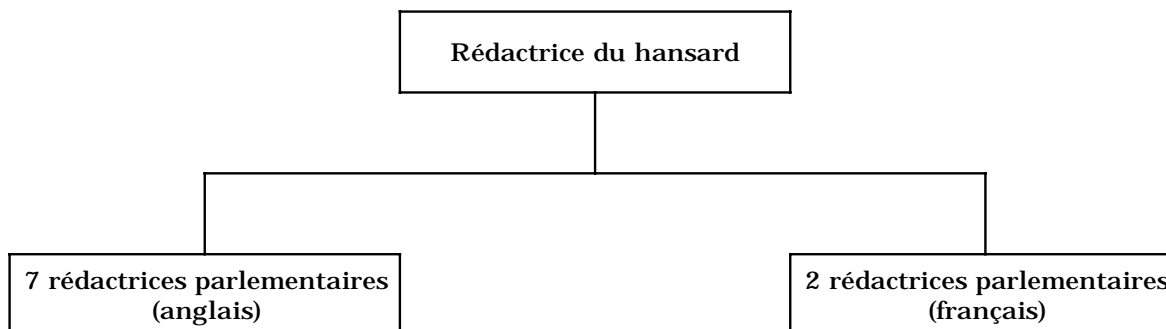 Rédactrice du hansard
7 rédactrices parlementaires
(anglais)
2 rédactrices parlementaires
(français)